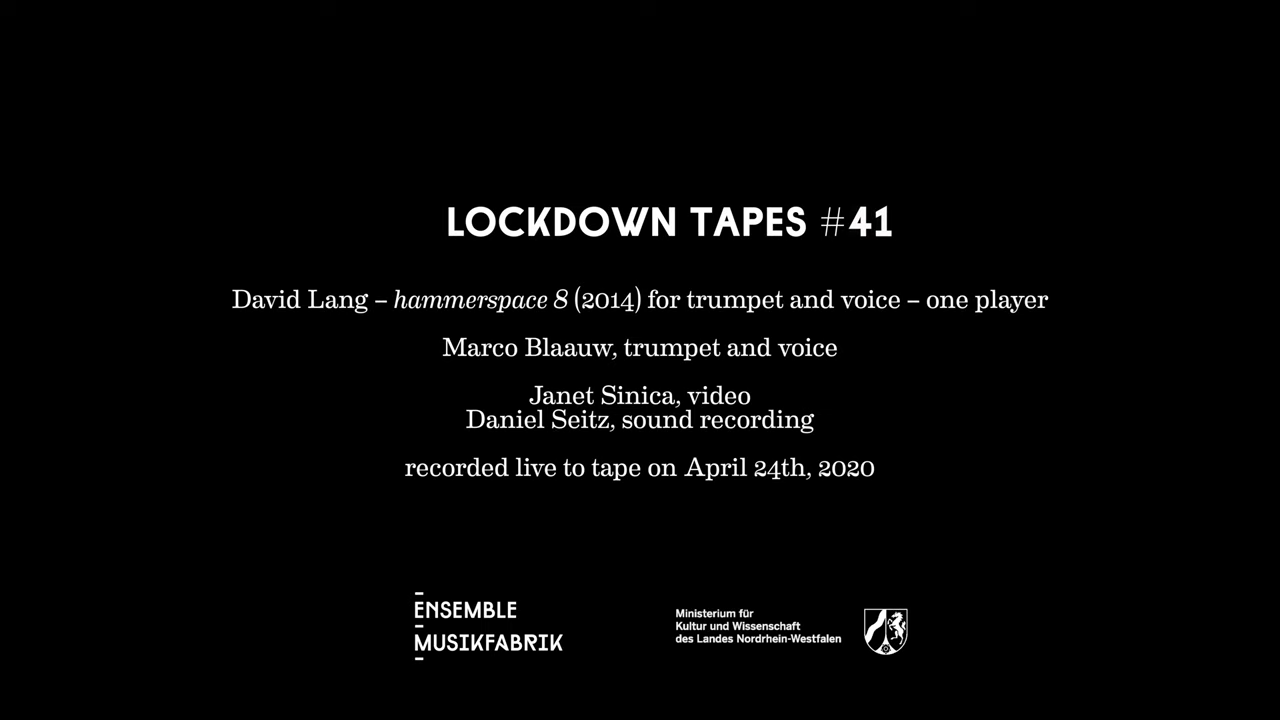 LOCKDOWN TAPES #41
David Lang – hammerspace 8 (2014) for trumpet and voice – one player
Marco Blaauw, trumpet and voice
Janet Sinica, video
Daniel Seitz, sound recording
recorded live to tape on April 24th, 2020
ENSEMBLE
MUSIKFABRIK
Ministerium für
Kultur und Wissenschaft
des Landes Nordrhein-Westfalen